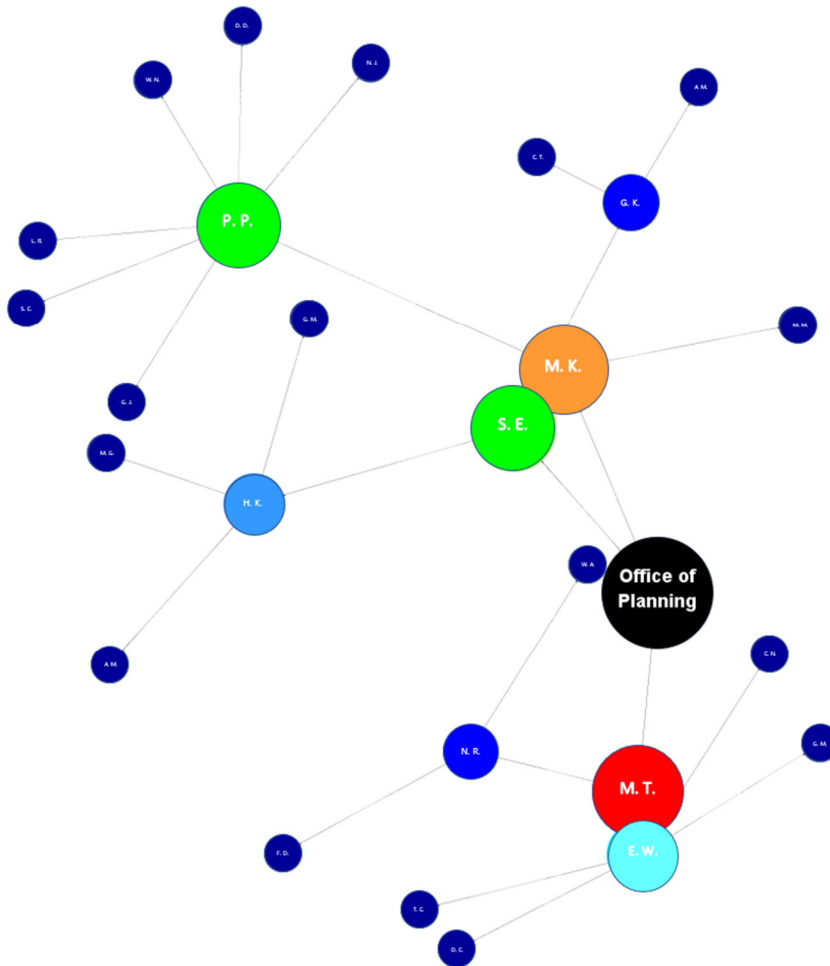 D. D.
N. J.
W. N.
A. M.
C. T.
G. K.
P. P.
L. R.
S. C.
G. M.
M. M.
M. K.
G. J.
S. E.
M. G.
H. K.
W. A.
Office of
Planning
C. N.
A. M.
G. M.
N. R.
M. T.
E. W.
F. D.
T. C.
D. C.